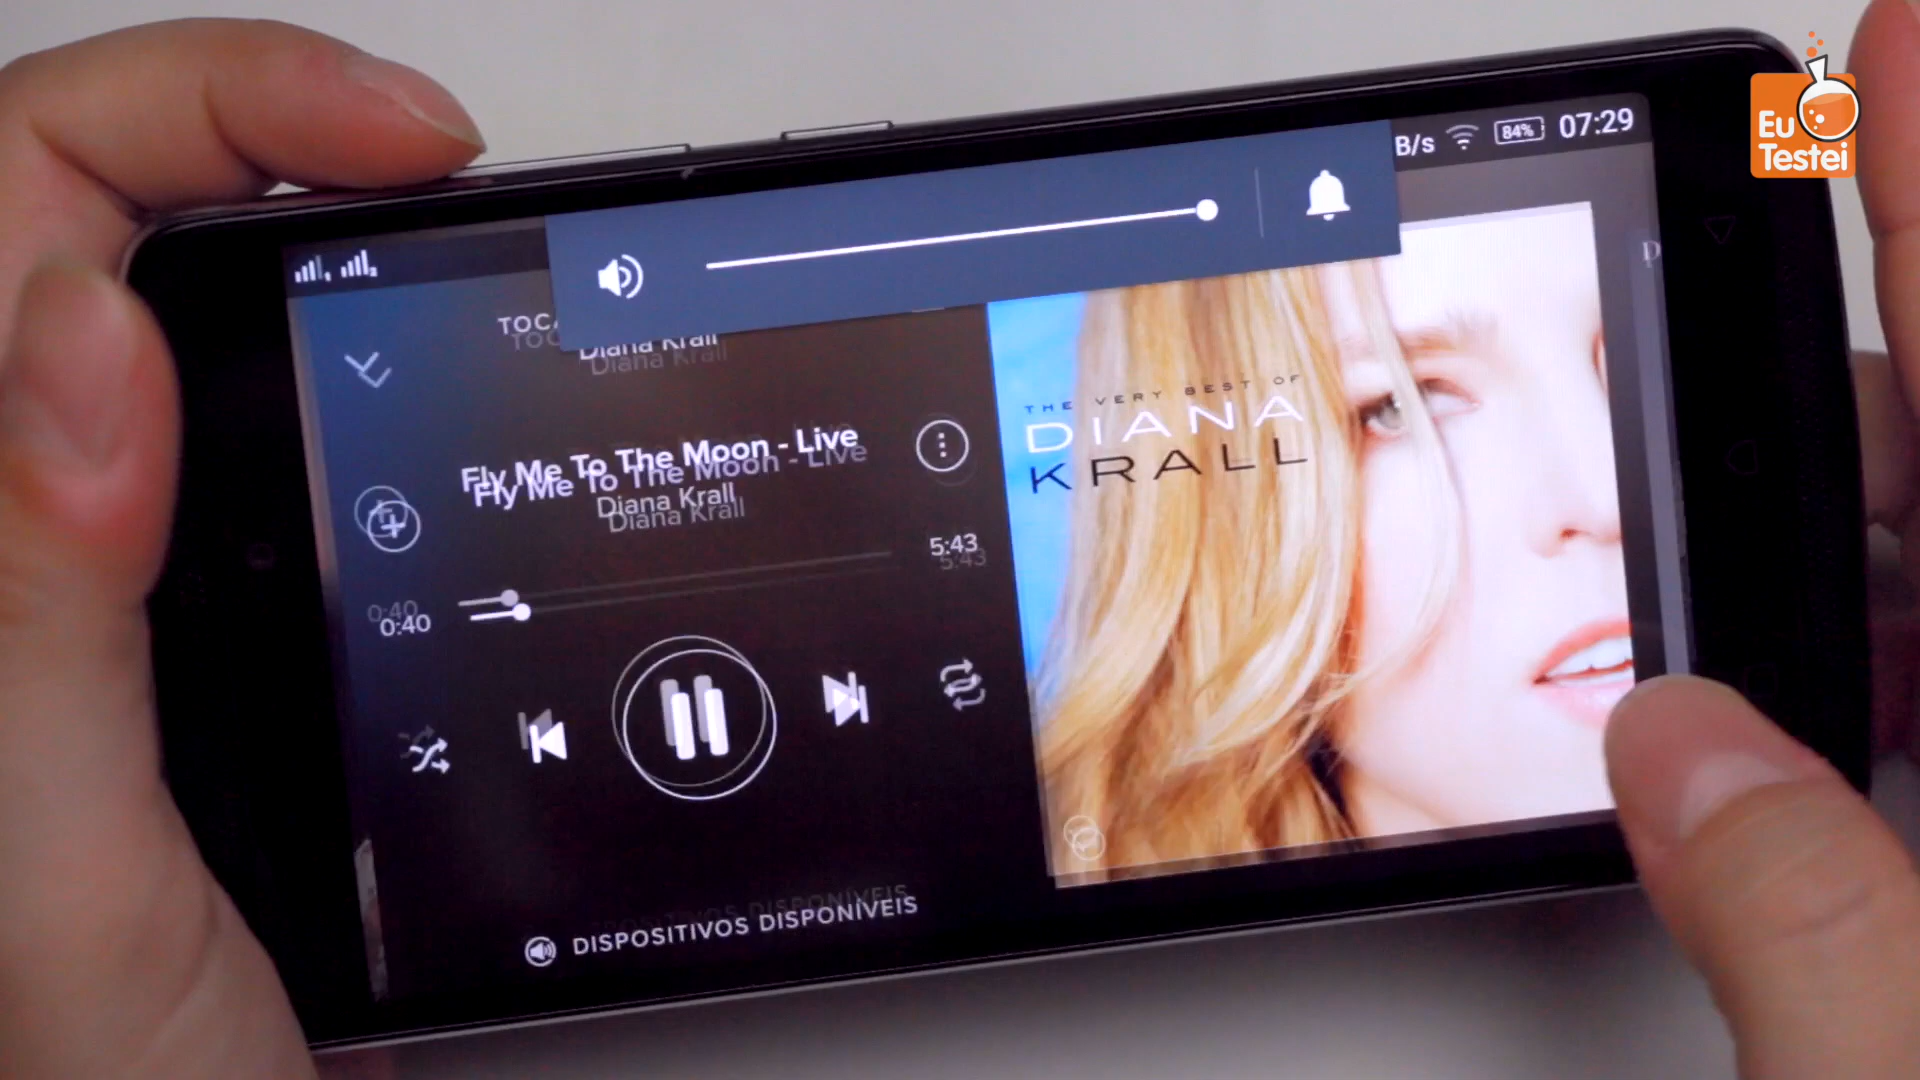 B/s 84% 07:29
Eu
Testei
Diana Krall
Fly Me To The Moon - Live
Diana Krall
5:43
0:40
DISPOSITIVOS DISPONÍVEIS
THE VERY BEST OF
DIANA
KRALL